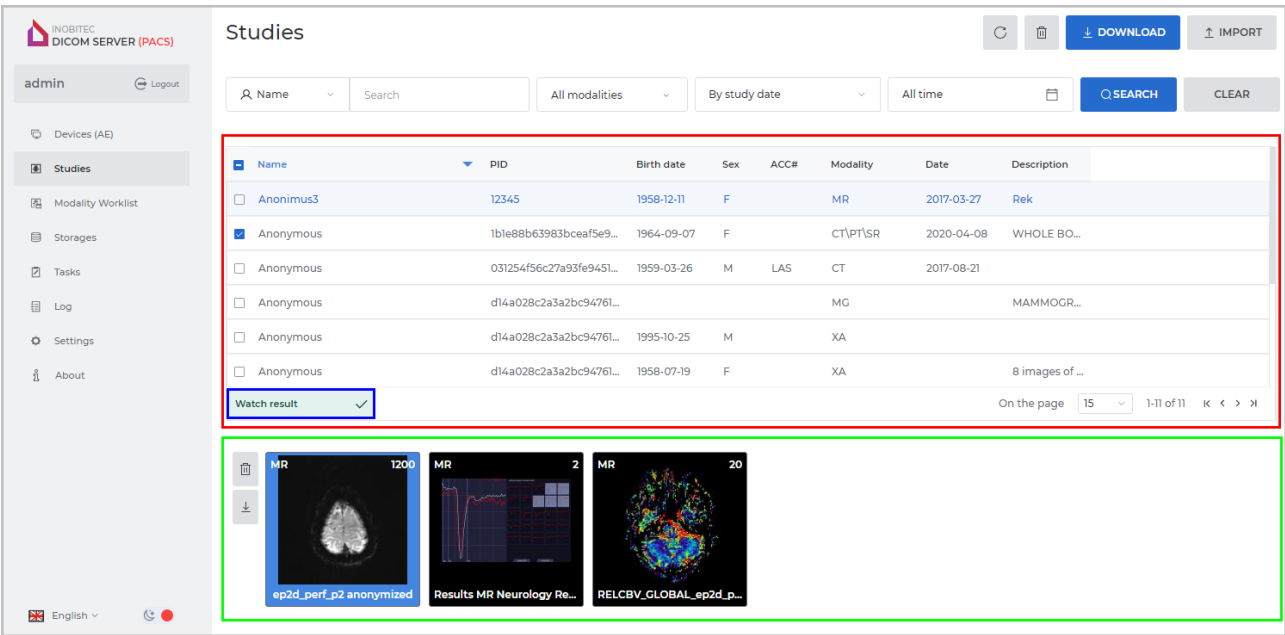 INOBITEC
DICOM SERVER (PACS)
admin
Logout
Devices (AE)
Studies
Modality Worklist
Storages
Tasks
Log
Settings
About
English
Studies
DOWNLOAD
IMPORT
Name
Search
All modalities
By study date
All time
SEARCH
CLEAR
Name PID Birth date Sex ACC# Modality Date Description
Anonimus3 12345 1958-12-11 F MR 2017-03-27 Rek
Anonymous 1b1e88b63983bceaf5e9... 1964-09-07 F CT\PT\SR 2020-04-08 WHOLE BO...
Anonymous 031254f56c27a93fe9451... 1959-03-26 M LAS CT 2017-08-21
Anonymous d14a028c2a3a2bc94761... MG MAMMOGR...
Anonymous d14a028c2a3a2bc94761... 1995-10-25 M XA
Anonymous d14a028c2a3a2bc94761... 1958-07-19 F XA 8 images of ...
Watch result
On the page 15 1-11 of 11
MR 1200
ep2d_perf_p2 anonymized
MR 2
Results MR Neurology Re...
MR 20
RELCBV_GLOBAL_ep2d_p...